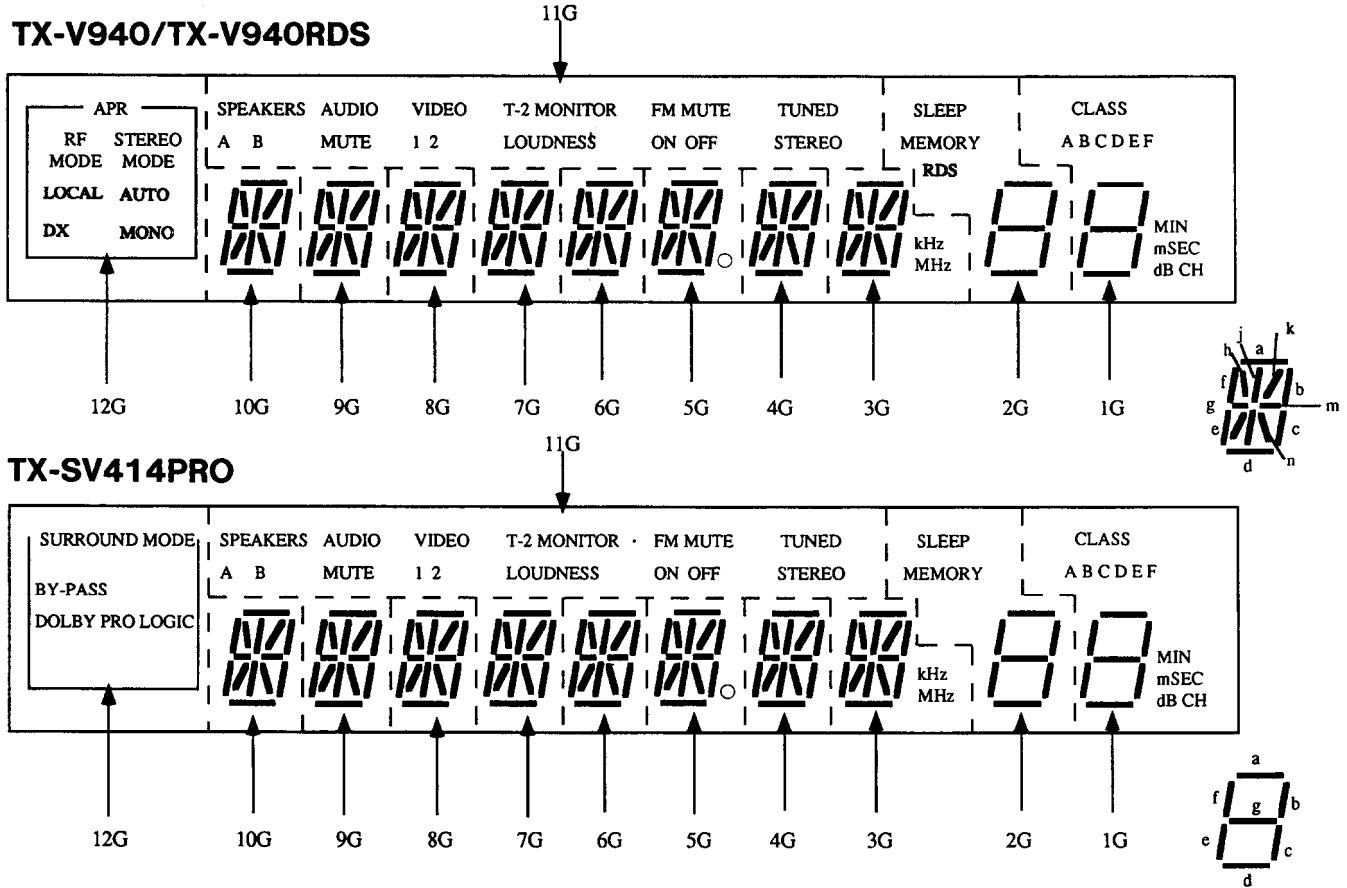 11G
TX-V940/TX-V940RDS
APR SPEAKERS AUDIO VIDEO T-2 MONITOR FM MUTE TUNED SLEEP CLASS
RF STEREO A B MUTE 1 2 LOUDNESS ON OFF STEREO MEMORY A B C D E F
MODE MODE RDS
LOCAL AUTO
DX MONO MIN
kHz mSEC
MHz dB CH
12G 10G 9G 8G 7G 6G 5G 4G 3G 2G 1G
h j a k
f b
g m
e c
d n
11G
TX-SV414PRO
SURROUND MODE SPEAKERS AUDIO VIDEO T-2 MONITOR · FM MUTE TUNED SLEEP CLASS
A B MUTE 1 2 LOUDNESS ON OFF STEREO MEMORY A B C D E F
BY-PASS
DOLBY PRO LOGIC
MIN
kHz mSEC
MHz dB CH
12G 10G 9G 8G 7G 6G 5G 4G 3G 2G 1G
a
f g b
e c
d